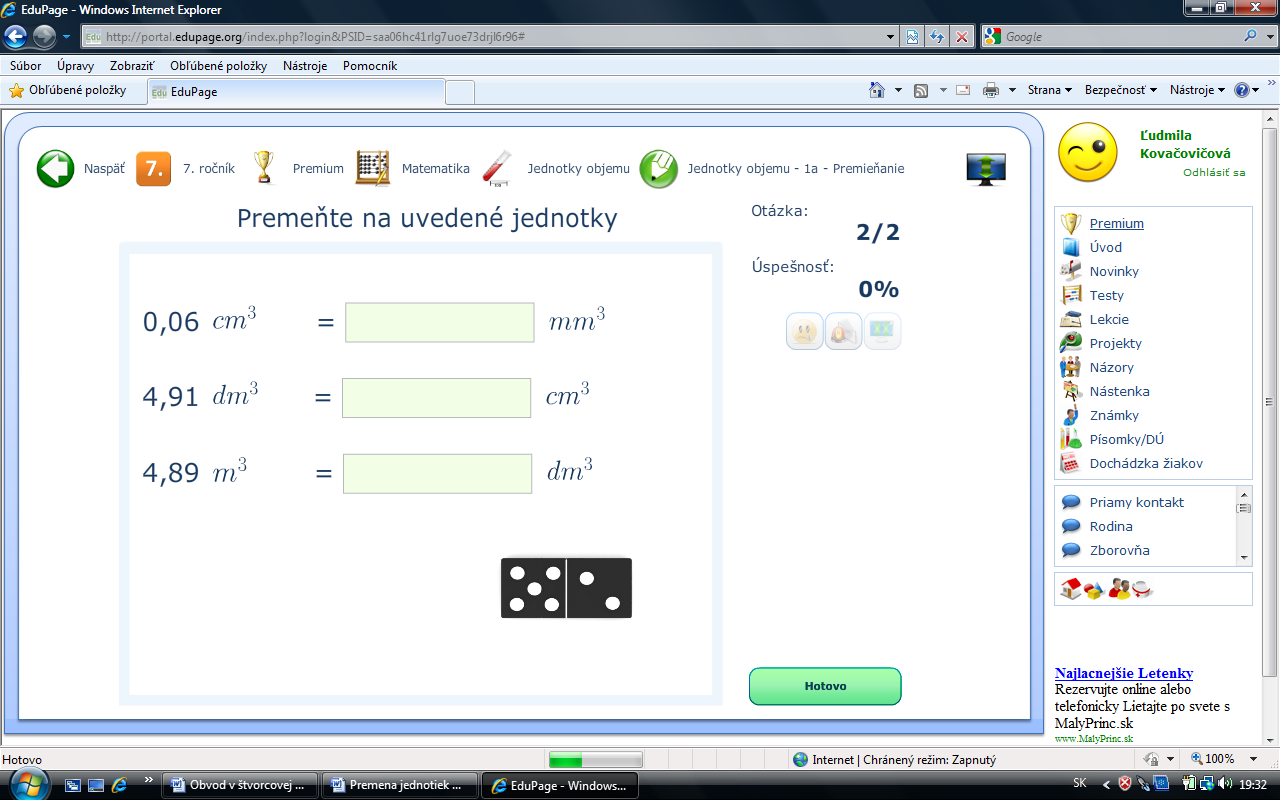 EduPage - Windows Internet Explorer
http://portal.edupage.org/index.php?login&PSID=saa06hc41rlg7uoe73drjl6r96#
Google
Súbor Úpravy Zobraziť Obľúbené položky Nástroje Pomocník
Obľúbené položky EduPage
Strana Bezpečnosť Nástroje
Naspäť 7. 7. ročník Premium Matematika Jednotky objemu Jednotky objemu - 1a - Premieňanie
Ľudmila
Kovačovičová
Odhlásiť sa
Premeňte na uvedené jednotky
Otázka:
2/2
Úspešnosť:
0%
0,06 cm³ = mm³
4,91 dm³ = cm³
4,89 m³ = dm³
Hotovo
Premium
Úvod
Novinky
Testy
Lekcie
Projekty
Názory
Nástenka
Známky
Písomky/DÚ
Dochádzka žiakov
Priamy kontakt
Rodina
Zborovňa
Najlacnejšie Letenky
Rezervujte online alebo
telefonicky Lietajte po svete s
MalyPrinc.sk
www.MalyPrinc.sk
Hotovo Internet | Chránený režim: Zapnutý 100%
Obvod v štvorcovej ... Premena jednotiek ... EduPage - Windows... SK 19:32